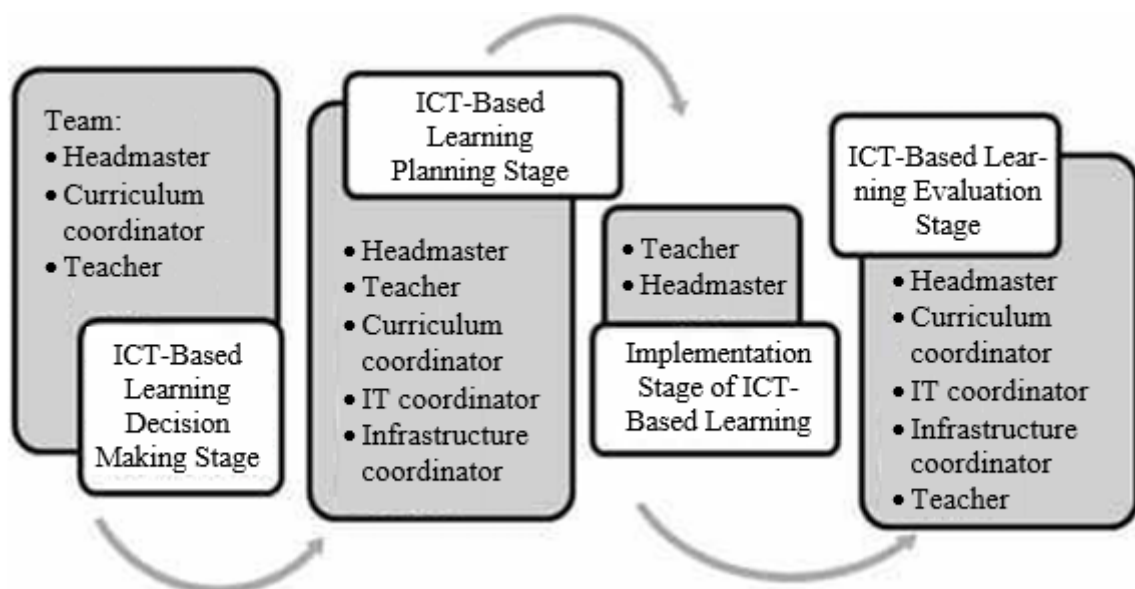 Team:
• Headmaster
• Curriculum
coordinator
• Teacher
ICT-Based
Learning
Decision
Making Stage
ICT-Based
Learning
Planning Stage
• Headmaster
• Teacher
• Curriculum
coordinator
• IT coordinator
• Infrastructure
coordinator
• Teacher
• Headmaster
Implementation
Stage of ICT-
Based Learning
ICT-Based Lear-
ning Evaluation
Stage
• Headmaster
• Curriculum
coordinator
• IT coordinator
• Infrastructure
coordinator
• Teacher